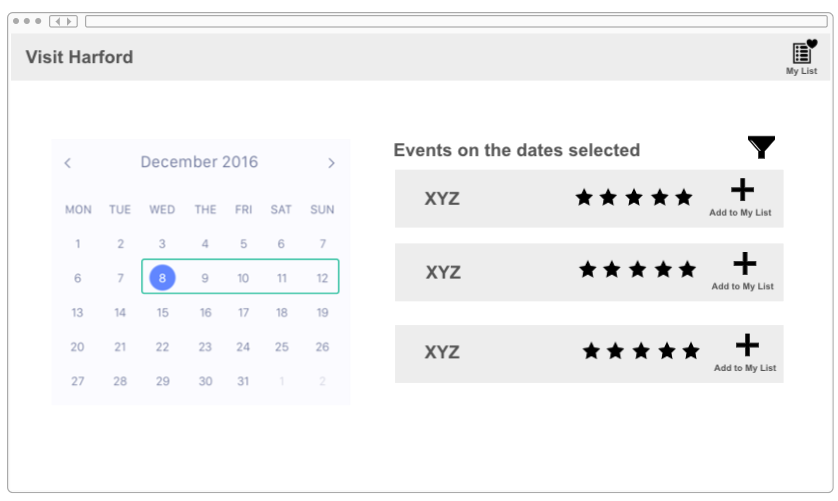 Visit Harford
My List
December 2016
MON TUE WED THE FRI SAT SUN
1 2 3 4 5 6 7
6 7 8 9 10 11 12
13 14 15 16 17 18 19
20 21 22 23 24 25 26
27 28 29 30 31 1 2
Events on the dates selected
XYZ
Add to My List
XYZ
Add to My List
XYZ
Add to My List